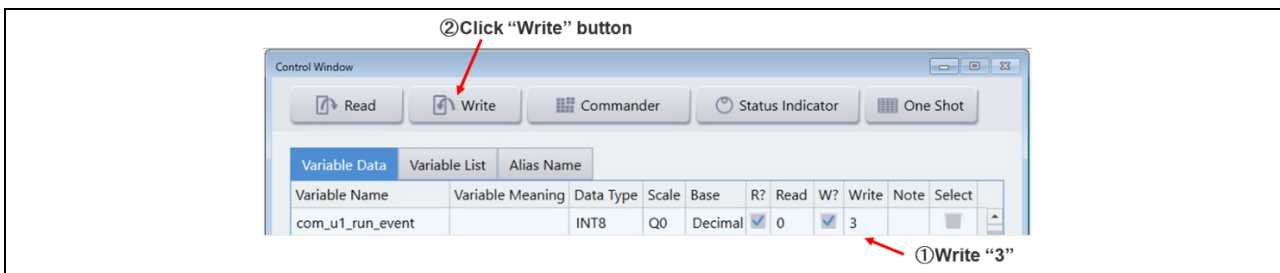 ②Click “Write” button
Control Window
Read Write Commander Status Indicator One Shot
Variable Data Variable List Alias Name
Variable Name Variable Meaning Data Type Scale Base R? Read W? Write Note Select
com_u1_run_event INT8 Q0 Decimal 0 3
①Write “3”